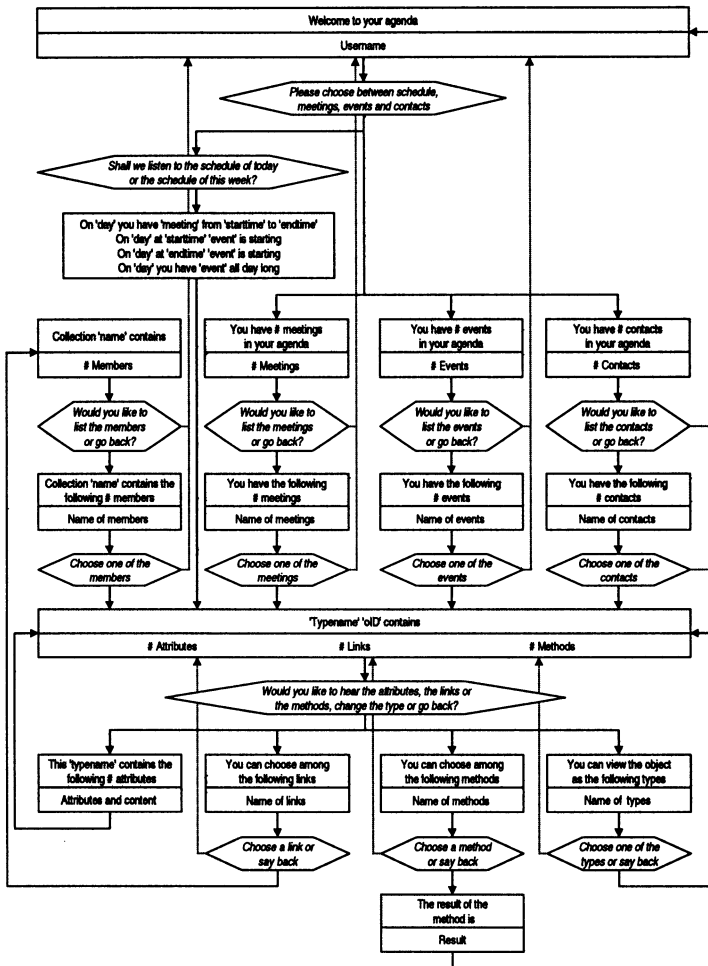 Welcome to your agenda
Username
Please choose between schedule,
meetings, events and contacts
Shall we listen to the schedule of today
or the schedule of this week?
On 'day' you have 'meeting' from 'starttime' to 'endtime'
On 'day' at 'starttime' 'event' is starting
On 'day' at 'endtime' 'event' is starting
On 'day' you have 'event' all day long
Collection 'name' contains
# Members
You have # meetings
in your agenda
# Meetings
You have # events
in your agenda
# Events
You have # contacts
in your agenda
# Contacts
Would you like to
list the members
or go back?
Would you like to
list the meetings
or go back?
Would you like to
list the events
or go back?
Would you like to
list the contacts
or go back?
Collection 'name' contains the
following # members
Name of members
You have the following
# meetings
Name of meetings
You have the following
# events
Name of events
You have the following
# contacts
Name of contacts
Choose one of the
members
Choose one of the
meetings
Choose one of the
events
Choose one of the
contacts
'Typename' 'oID' contains
# Attributes
# Links
# Methods
Would you like to hear the attributes, the links or
the methods, change the type or go back?
This 'typename' contains the
following # attributes
Attributes and content
You can choose among
the following links
Name of links
You can choose among
the following methods
Name of methods
You can view the object
as the following types
Name of types
Choose a link or
say back
Choose a method
or say back
Choose one of the
types or say back
The result of the
method is
Result